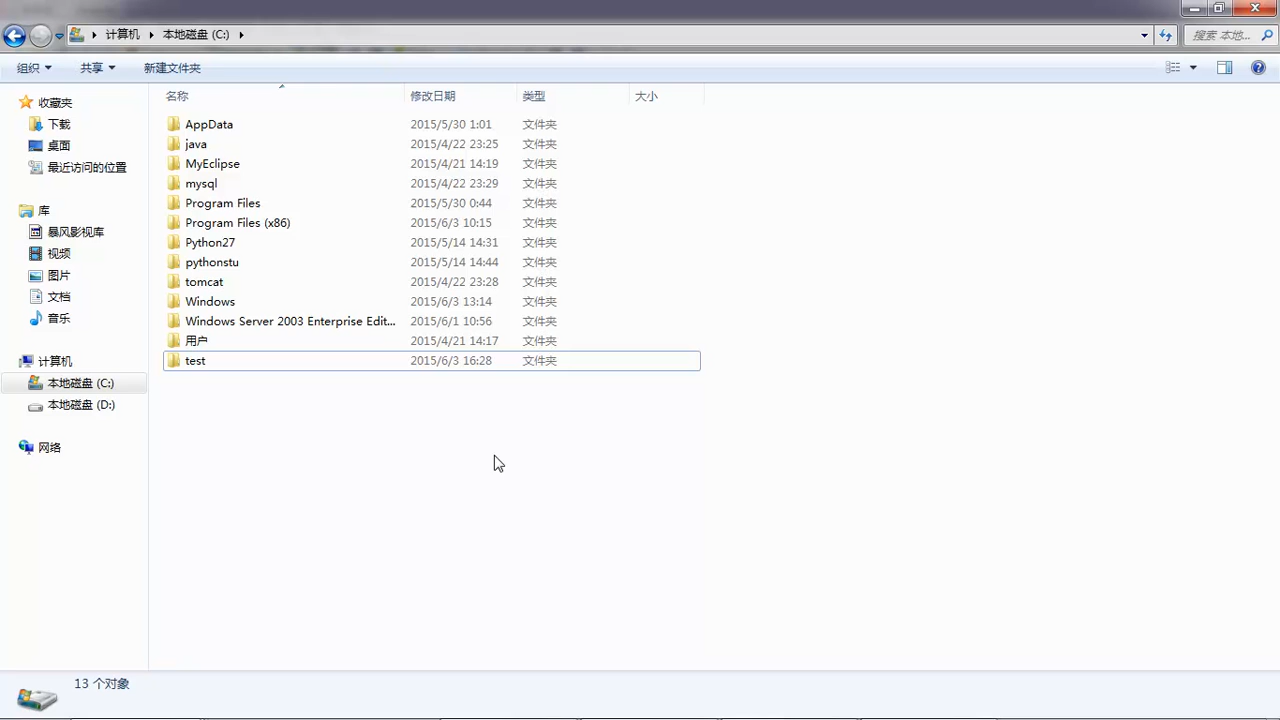 计算机 本地磁盘 (C:) 搜索 本地...
组织 共享 新建文件夹
名称 修改日期 类型 大小
收藏夹
下载
桌面
最近访问的位置
库
暴风影视库
视频
图片
文档
音乐
计算机
本地磁盘 (C:)
本地磁盘 (D:)
网络
AppData 2015/5/30 1:01 文件夹
java 2015/4/22 23:25 文件夹
MyEclipse 2015/4/21 14:19 文件夹
mysql 2015/4/22 23:29 文件夹
Program Files 2015/5/30 0:44 文件夹
Program Files (x86) 2015/6/3 10:15 文件夹
Python27 2015/5/14 14:31 文件夹
pythonstu 2015/5/14 14:44 文件夹
tomcat 2015/4/22 23:28 文件夹
Windows 2015/6/3 13:14 文件夹
Windows Server 2003 Enterprise Edit... 2015/6/1 10:56 文件夹
用户 2015/4/21 14:17 文件夹
test 2015/6/3 16:28 文件夹
13 个对象